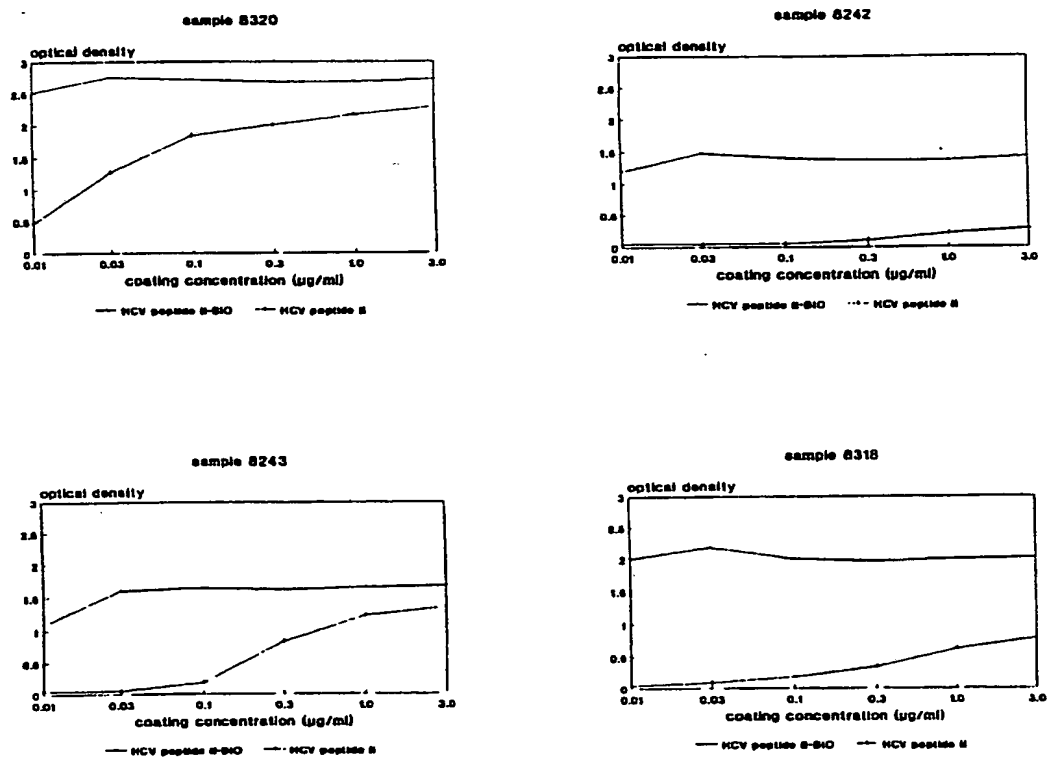 sample 8320
optical density
3
2.5
2
1.5
1
0.5
0
0.01 0.03 0.1 0.3 1.0 3.0
coating concentration (µg/ml)
HCV peptide II-BIO HCV peptide II
sample 8242
optical density
3
2.5
2
1.5
1
0.5
0
0.01 0.03 0.1 0.3 1.0 3.0
coating concentration (µg/ml)
HCV peptide II-BIO HCV peptide II
sample 8243
optical density
3
2.5
2
1.5
1
0.5
0
0.01 0.03 0.1 0.3 1.0 3.0
coating concentration (µg/ml)
HCV peptide II-BIO HCV peptide II
sample 8318
optical density
3
2.5
2
1.5
1
0.5
0
0.01 0.03 0.1 0.3 1.0 3.0
coating concentration (µg/ml)
HCV peptide II-BIO HCV peptide II